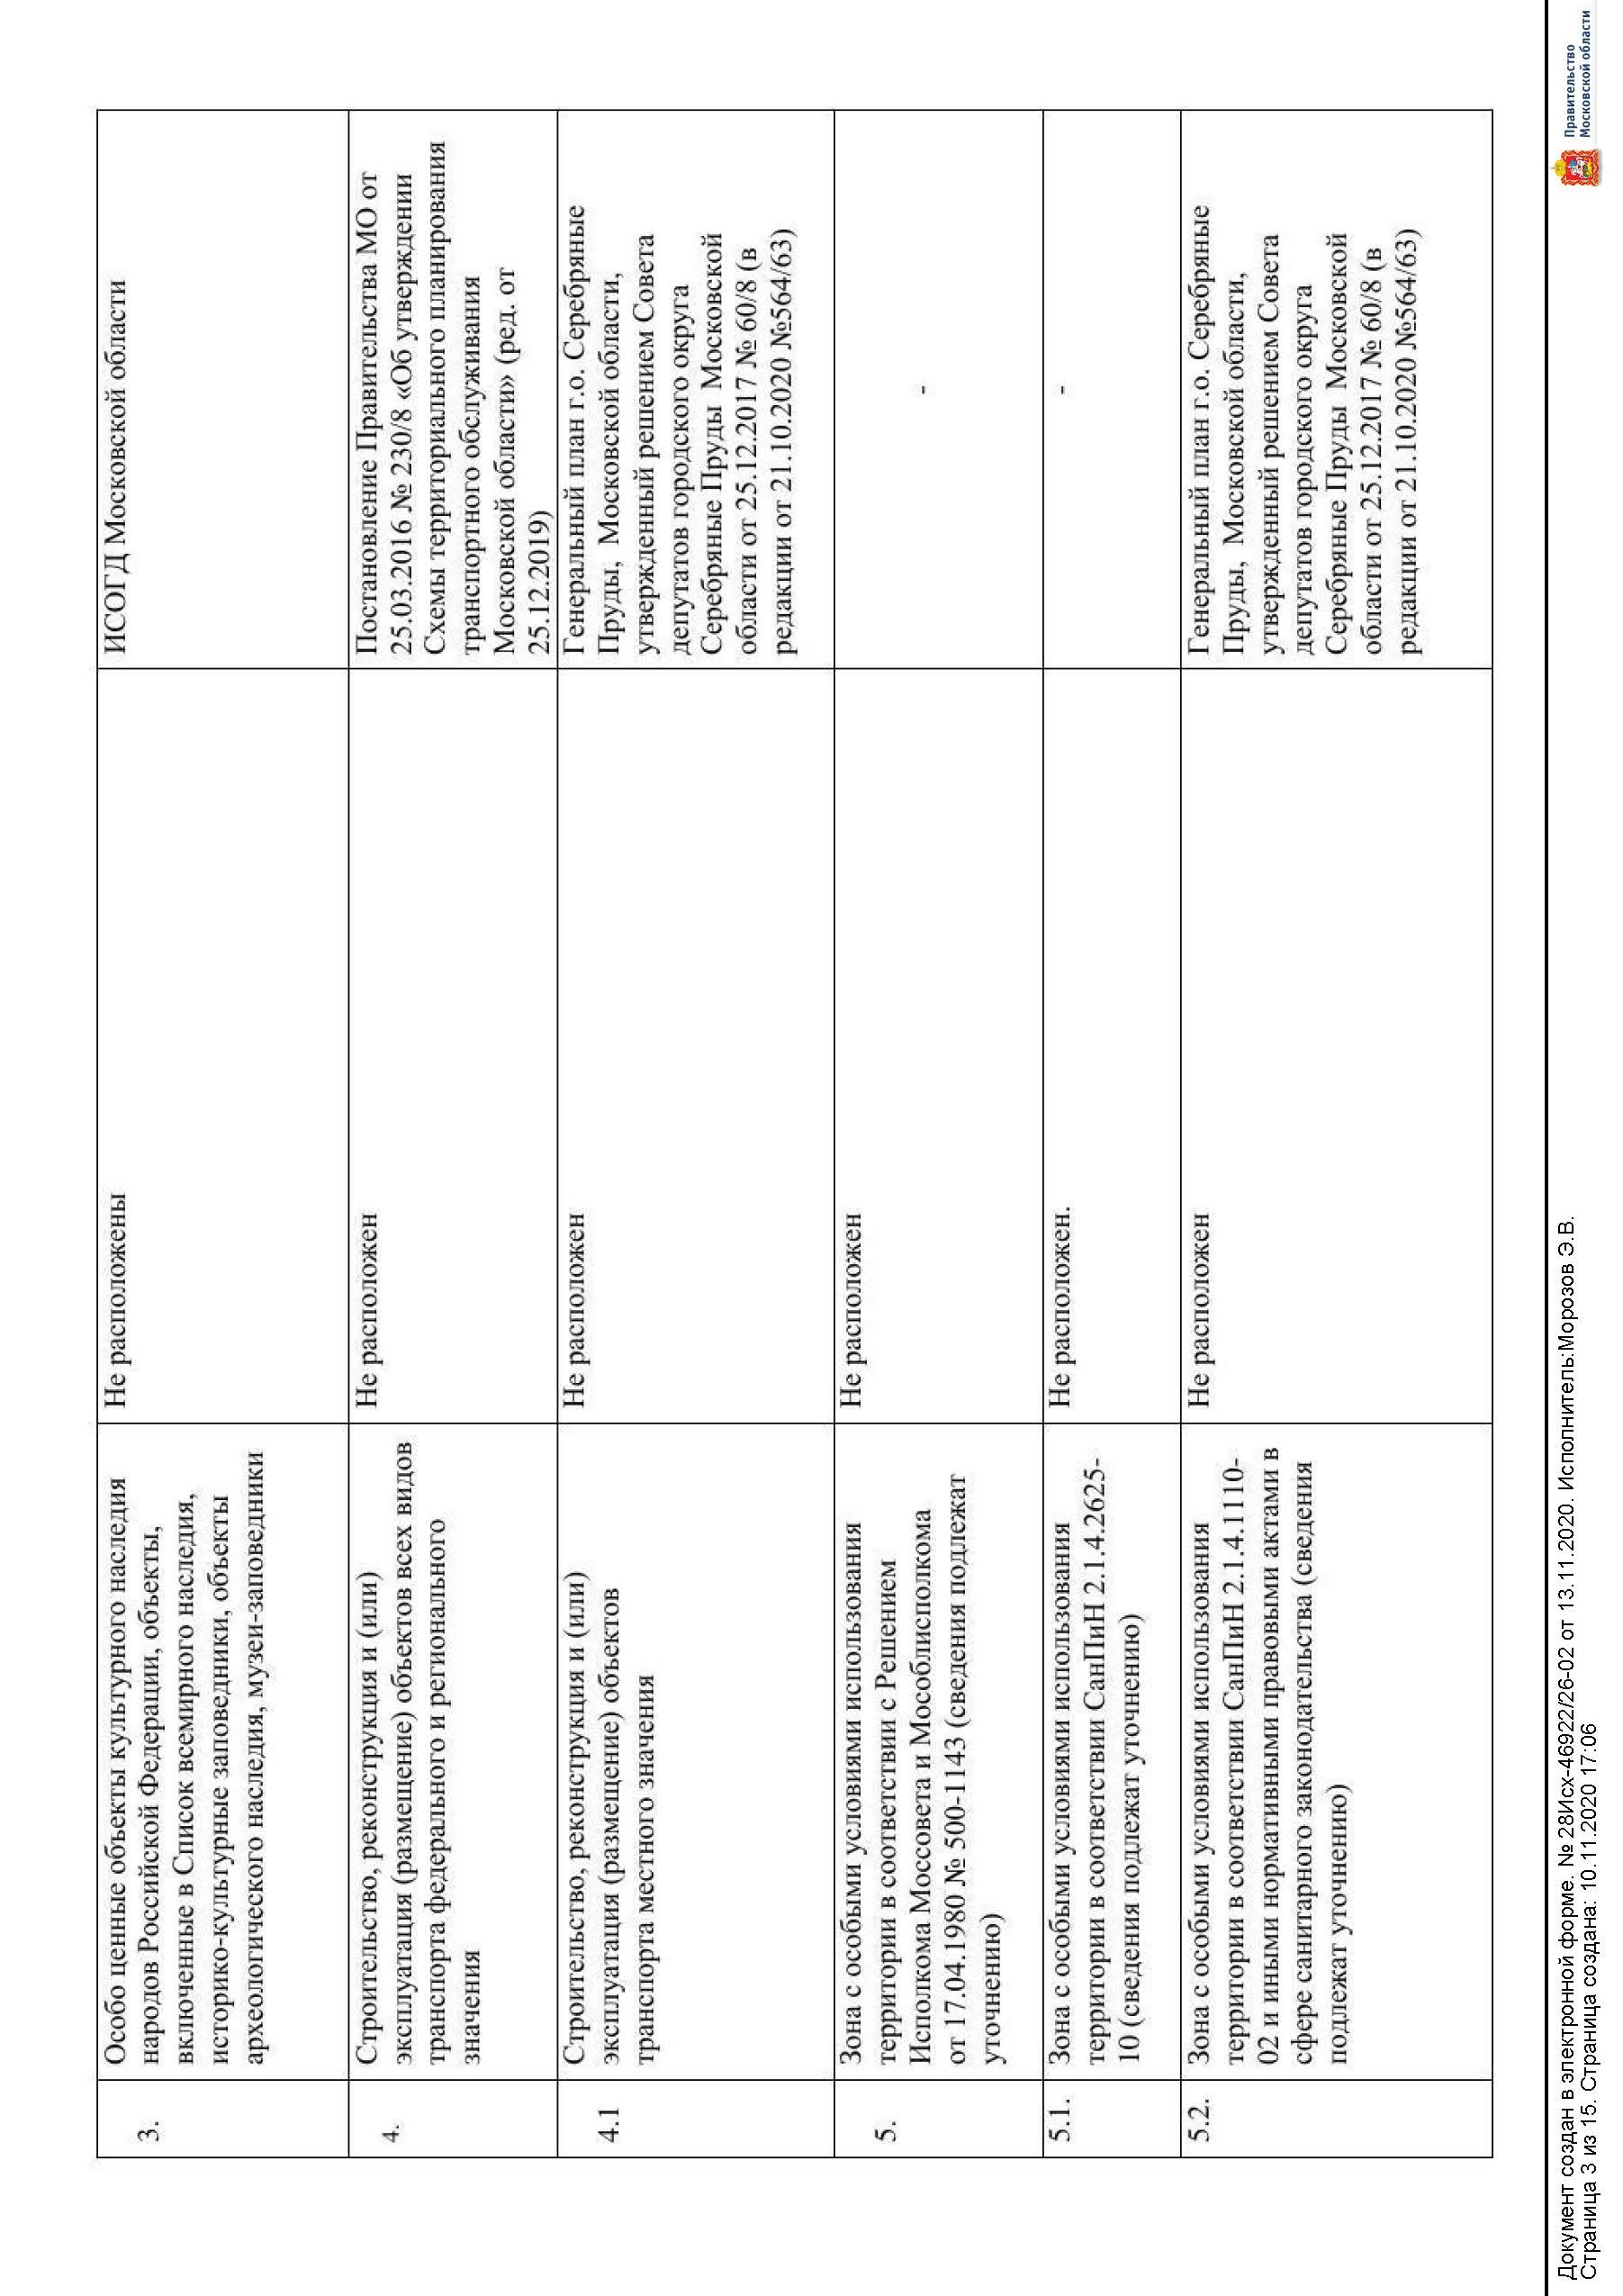 3.
Особо ценные объекты культурного наследия
народов Российской Федерации, объекты,
включенные в Список всемирного наследия,
историко-культурные заповедники, объекты
археологического наследия, музеи-заповедники
Не расположены
ИСОГД Московской области
4.
Строительство, реконструкция и (или)
эксплуатация (размещение) объектов всех видов
транспорта федерального и регионального
значения
Не расположен
Постановление Правительства МО от
25.03.2016 № 230/8 «Об утверждении
Схемы территориального планирования
транспортного обслуживания
Московской области» (ред. от
25.12.2019)
4.1
Строительство, реконструкция и (или)
эксплуатация (размещение) объектов
транспорта местного значения
Не расположен
Генеральный план г.о. Серебряные
Пруды, Московской области,
утвержденный решением Совета
депутатов городского округа
Серебряные Пруды Московской
области от 25.12.2017 № 60/8 (в
редакции от 21.10.2020 №564/63)
5.
Зона с особыми условиями использования
территории в соответствии с Решением
Исполкома Моссовета и Мособлисполкома
от 17.04.1980 № 500-1143 (сведения подлежат
уточнению)
Не расположен
-
5.1.
Зона с особыми условиями использования
территории в соответствии СанПиН 2.1.4.2625-
10 (сведения подлежат уточнению)
Не расположен.
-
5.2.
Зона с особыми условиями использования
территории в соответствии СанПиН 2.1.4.1110-
02 и иными нормативными правовыми актами в
сфере санитарного законодательства (сведения
подлежат уточнению)
Не расположен
Генеральный план г.о. Серебряные
Пруды, Московской области,
утвержденный решением Совета
депутатов городского округа
Серебряные Пруды Московской
области от 25.12.2017 № 60/8 (в
редакции от 21.10.2020 №564/63)
Документ создан в электронной форме. № 28Исх-46922/26-02 от 13.11.2020. Исполнитель:Морозов Э.В.
Страница 3 из 15. Страница создана: 10.11.2020 17:06
Правительство
Московской области